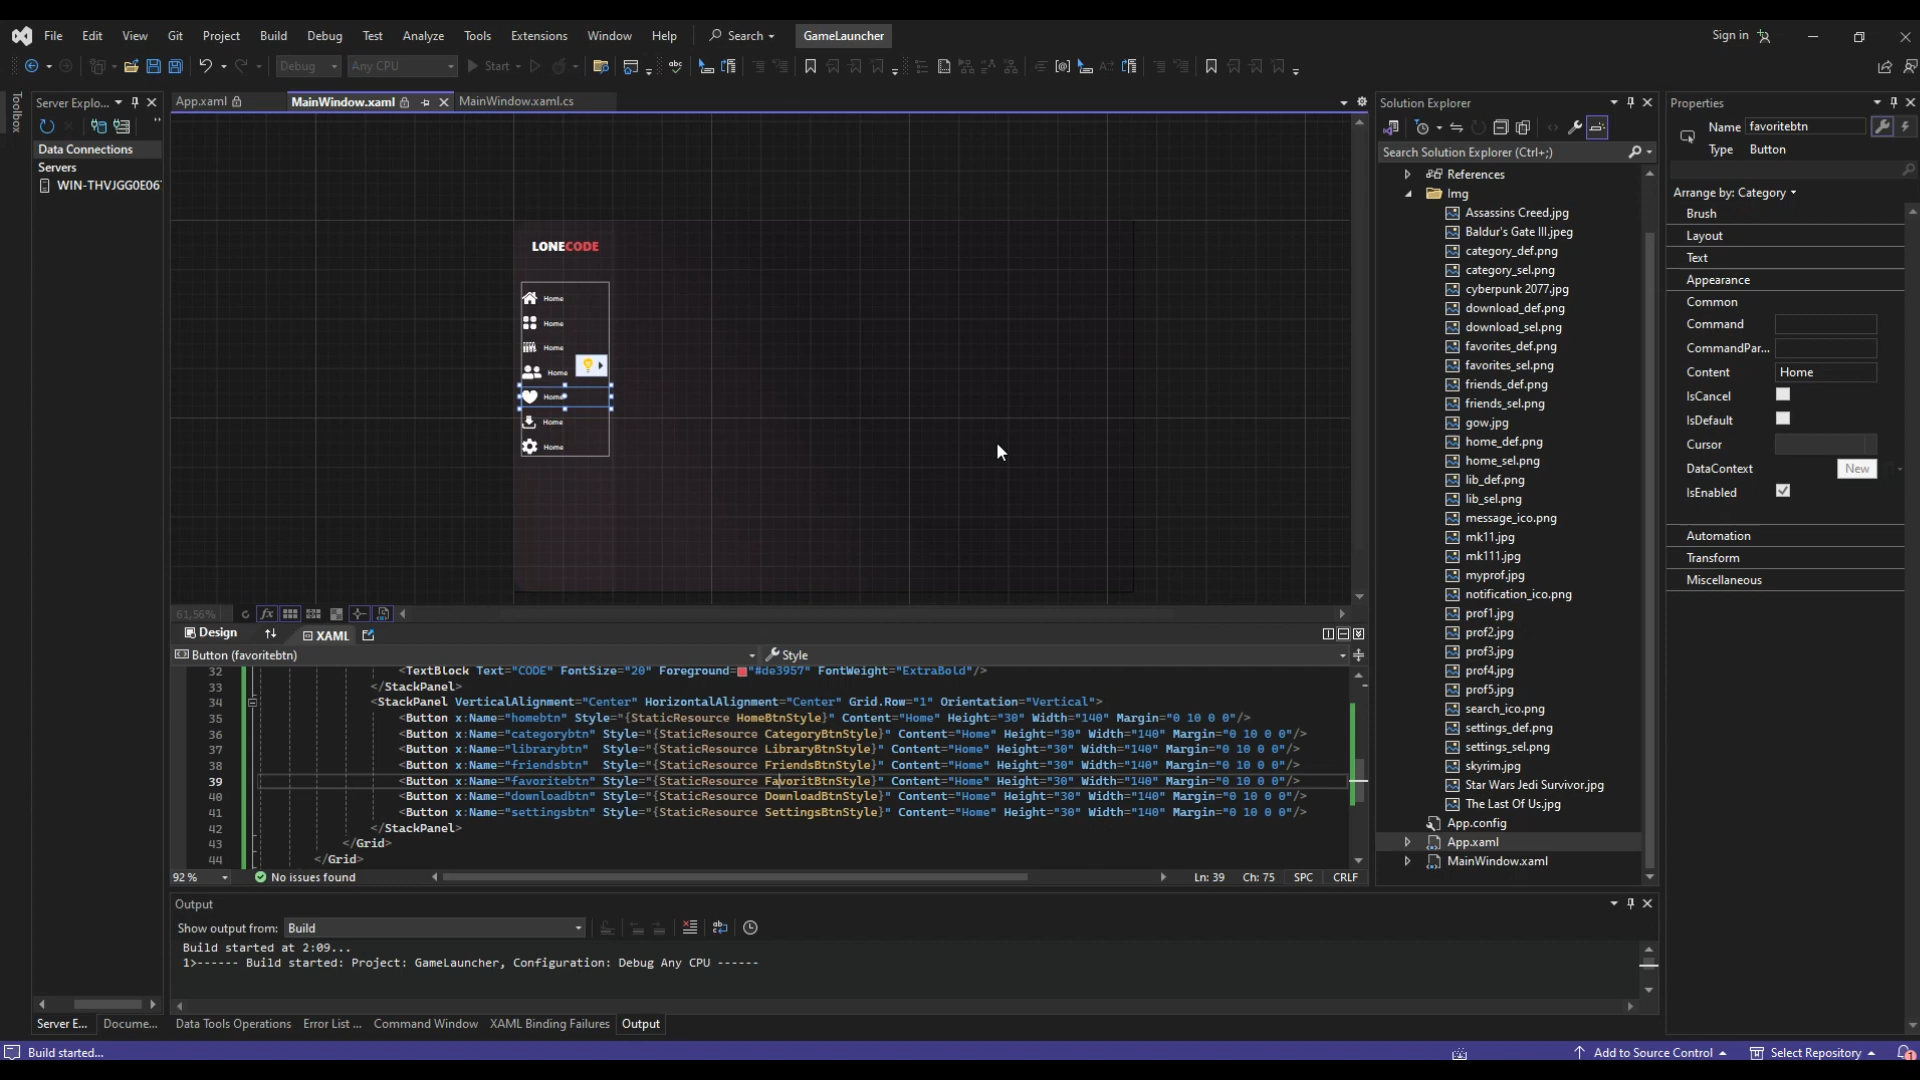 File Edit View Git Project Build Debug Test Analyze Tools Extensions Window Help Search GameLauncher Sign in
Debug Any CPU Start
Toolbox
Server Explo...
Data Connections
Servers
WIN-THVJGG0E06
App.xaml MainWindow.xaml MainWindow.xaml.cs
LONECODE
Home
Home
Home
Home
Home
Home
Home
61,56%
Design XAML
Button (favoritebtn) Style
32 <TextBlock Text="CODE" FontSize="20" Foreground="#de3957" FontWeight="ExtraBold"/>
33 </StackPanel>
34 <StackPanel VerticalAlignment="Center" HorizontalAlignment="Center" Grid.Row="1" Orientation="Vertical">
35 <Button x:Name="homebtn" Style="{StaticResource HomeBtnStyle}" Content="Home" Height="30" Width="140" Margin="0 10 0 0"/>
36 <Button x:Name="categorybtn" Style="{StaticResource CategoryBtnStyle}" Content="Home" Height="30" Width="140" Margin="0 10 0 0"/>
37 <Button x:Name="librarybtn" Style="{StaticResource LibraryBtnStyle}" Content="Home" Height="30" Width="140" Margin="0 10 0 0"/>
38 <Button x:Name="friendsbtn" Style="{StaticResource FriendsBtnStyle}" Content="Home" Height="30" Width="140" Margin="0 10 0 0"/>
39 <Button x:Name="favoritebtn" Style="{StaticResource FavoritBtnStyle}" Content="Home" Height="30" Width="140" Margin="0 10 0 0"/>
40 <Button x:Name="downloadbtn" Style="{StaticResource DownloadBtnStyle}" Content="Home" Height="30" Width="140" Margin="0 10 0 0"/>
41 <Button x:Name="settingsbtn" Style="{StaticResource SettingsBtnStyle}" Content="Home" Height="30" Width="140" Margin="0 10 0 0"/>
42 </StackPanel>
43 </Grid>
44 </Grid>
92 % No issues found Ln: 39 Ch: 75 SPC CRLF
Output
Show output from: Build
Build started at 2:09...
1>------ Build started: Project: GameLauncher, Configuration: Debug Any CPU ------
Server E... Docume... Data Tools Operations Error List ... Command Window XAML Binding Failures Output
Solution Explorer
Search Solution Explorer (Ctrl+;)
References
Img
Assassins Creed.jpg
Baldur's Gate III.jpeg
category_def.png
category_sel.png
cyberpunk 2077.jpg
download_def.png
download_sel.png
favorites_def.png
favorites_sel.png
friends_def.png
friends_sel.png
gow.jpg
home_def.png
home_sel.png
lib_def.png
lib_sel.png
message_ico.png
mk11.jpg
mk111.jpg
myprof.jpg
notification_ico.png
prof1.jpg
prof2.jpg
prof3.jpg
prof4.jpg
prof5.jpg
search_ico.png
settings_def.png
settings_sel.png
skyrim.jpg
Star Wars Jedi Survivor.jpg
The Last Of Us.jpg
App.config
App.xaml
MainWindow.xaml
Properties
Name favoritebtn
Type Button
Arrange by: Category
Brush
Layout
Text
Appearance
Common
Command
CommandPar...
Content Home
IsCancel
IsDefault
Cursor
DataContext New
IsEnabled
Automation
Transform
Miscellaneous
Build started... Add to Source Control Select Repository 1